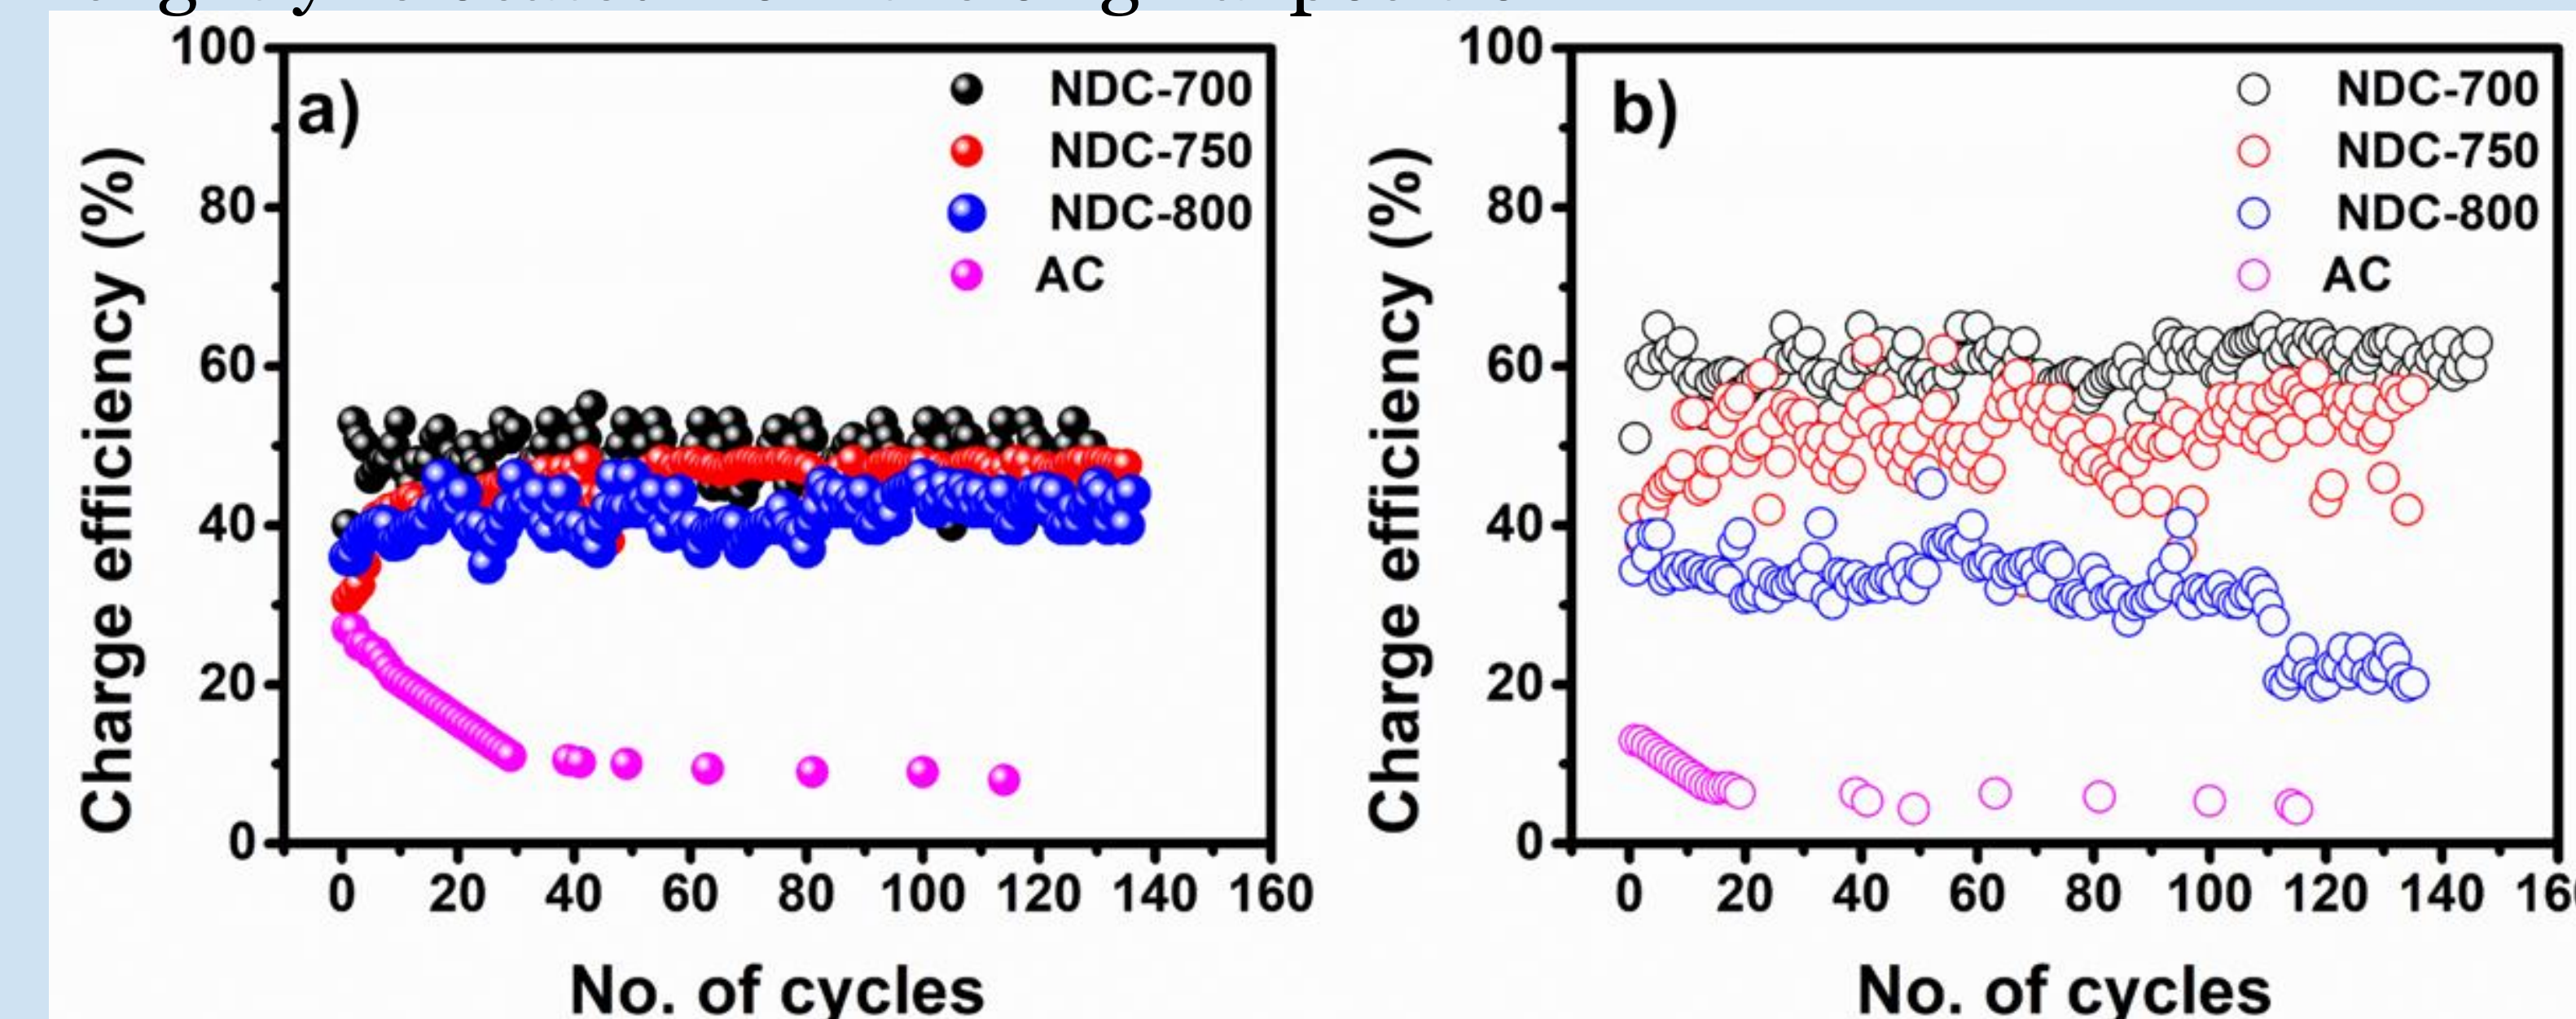 100
80
60
40
20
0
a)
NDC-700
NDC-750
NDC-800
AC
Charge efficiency (%)
0 20 40 60 80 100 120 140 160
No. of cycles
100
80
60
40
20
0
b)
NDC-700
NDC-750
NDC-800
AC
Charge efficiency (%)
0 20 40 60 80 100 120 140
No. of cycles